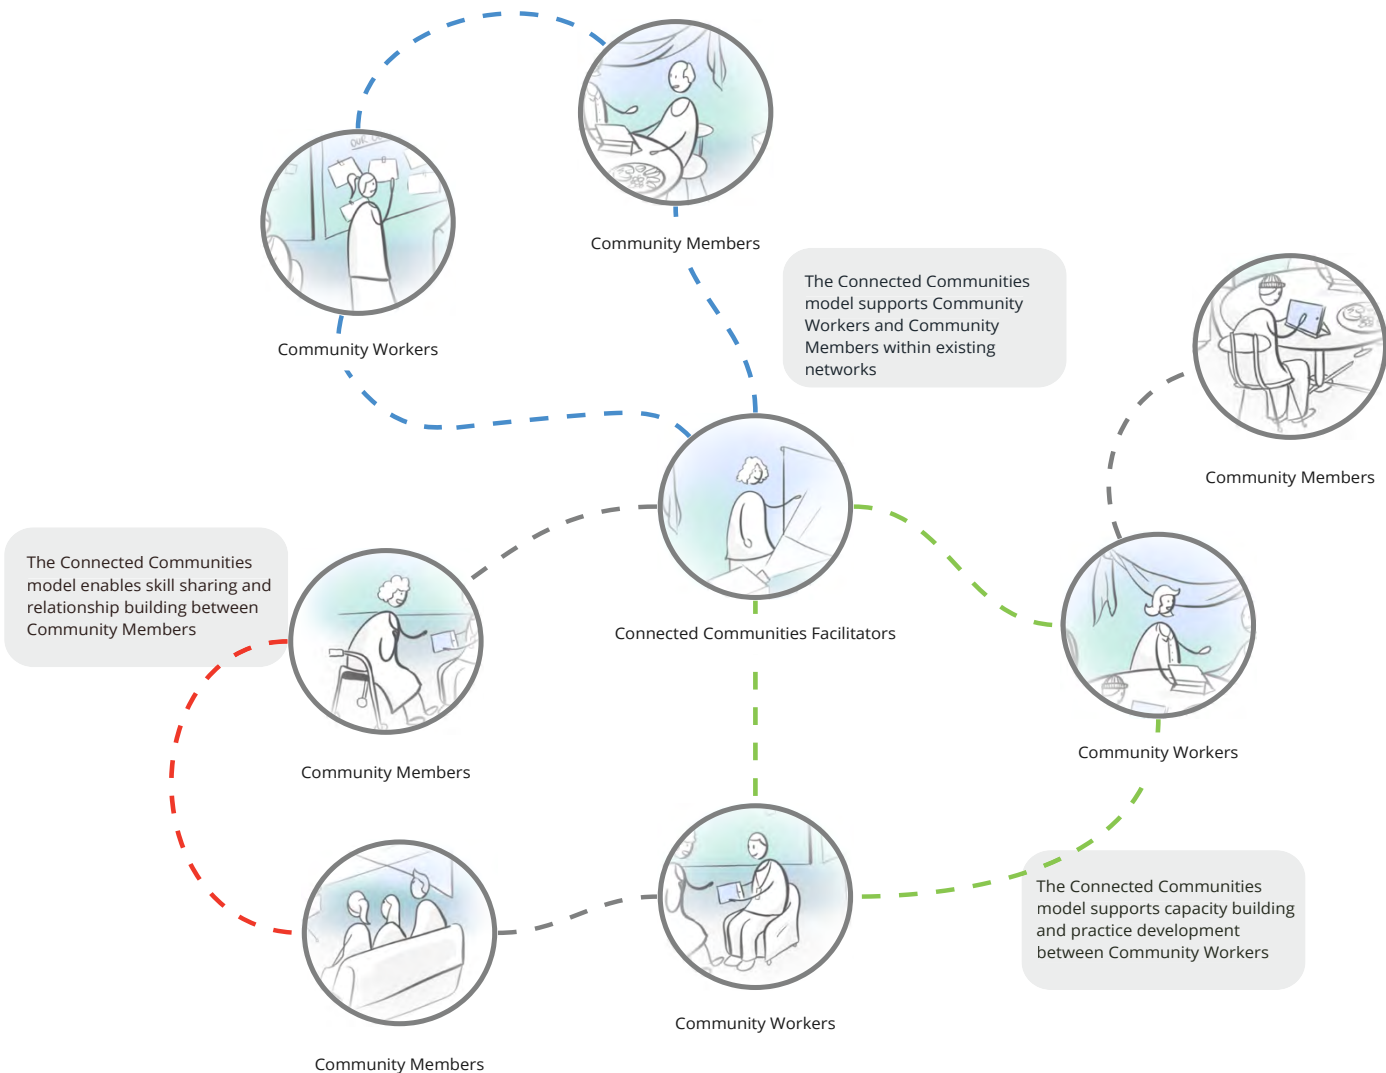 OUR
Community Members
The Connected Communities
model supports Community
Workers and Community
Members within existing
networks
Community Workers
Community Members
The Connected Communities
model enables skill sharing and
relationship building between
Community Members
Connected Communities Facilitators
Community Workers
Community Members
The Connected Communities
model supports capacity building
and practice development
between Community Workers
Community Workers
Community Members